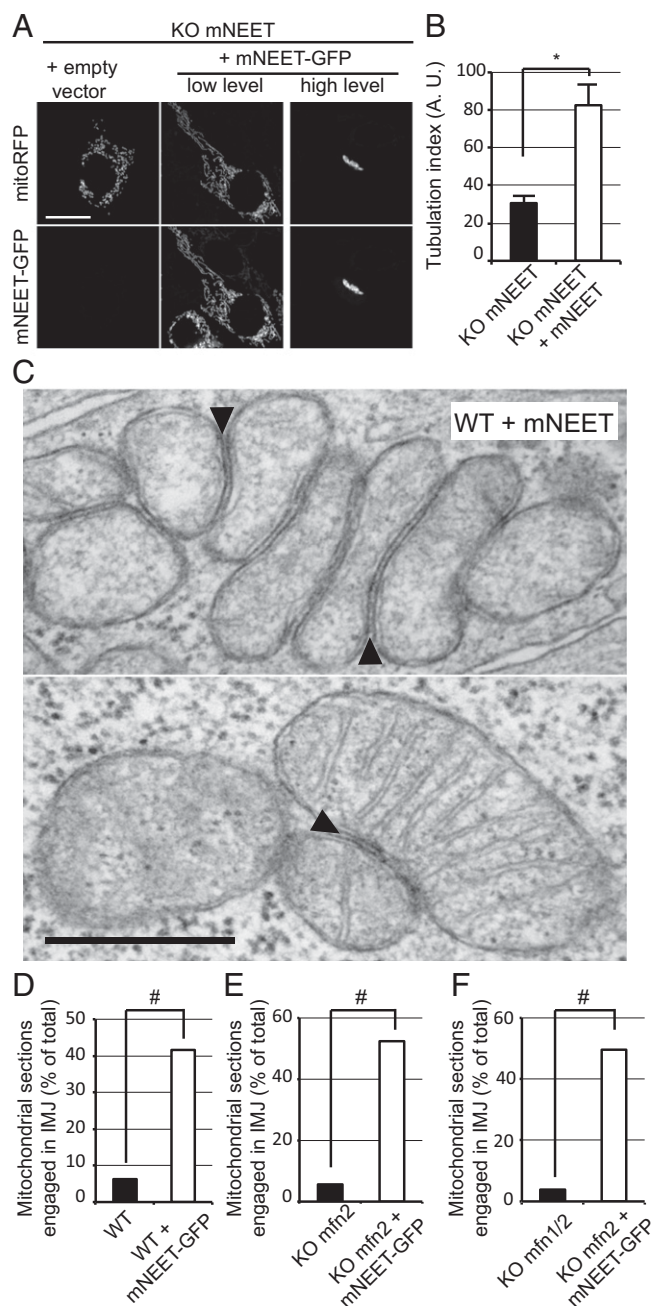 A
KO mNEET
+ empty
vector
+ mNEET-GFP
low level
high level
mitoRFP
mNEET-GFP
B
*
Tubulation index (A. U.)
100
80
60
40
20
0
KO mNEET
KO mNEET
+ mNEET
C
WT + mNEET
D
#
Mitochondrial sections
engaged in IMJ (% of total)
50
40
30
20
10
0
WT
WT +
mNEET-GFP
E
#
Mitochondrial sections
engaged in IMJ (% of total)
60
40
20
0
KO mfn2
KO mfn2 +
mNEET-GFP
F
#
Mitochondrial sections
engaged in IMJ (% of total)
60
40
20
0
KO mfn1/2
KO mfn2 +
mNEET-GFP